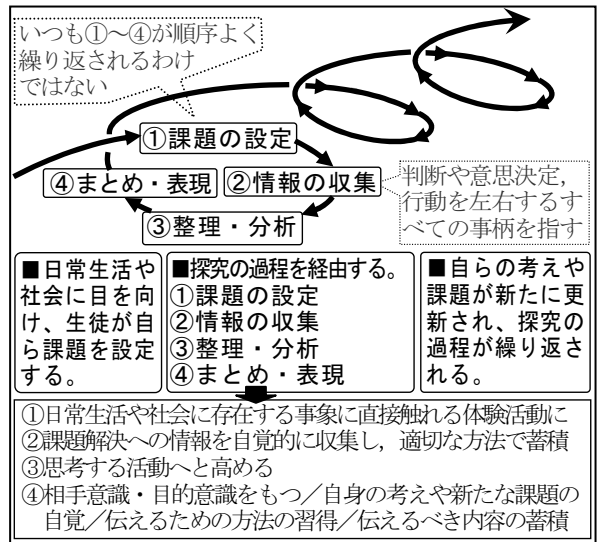 いつも①～④が順序よく
繰り返されるわけ
ではない
①課題の設定
④まとめ・表現
②情報の収集
③整理・分析
判断や意思決定,
行動を左右するす
べての事柄を指す
■日常生活や
社会に目を向
け、生徒が自
ら課題を設定
する。
■探究の過程を経由する。
①課題の設定
②情報の収集
③整理・分析
④まとめ・表現
■自らの考えや
課題が新たに更
新され、探究の
過程が繰り返さ
れる。
①日常生活や社会に存在する事象に直接触れる体験活動に
②課題解決への情報を自覚的に収集し，適切な方法で蓄積
③思考する活動へと高める
④相手意識・目的意識をもつ／自身の考えや新たな課題の
自覚／伝えるための方法の習得／伝えるべき内容の蓄積